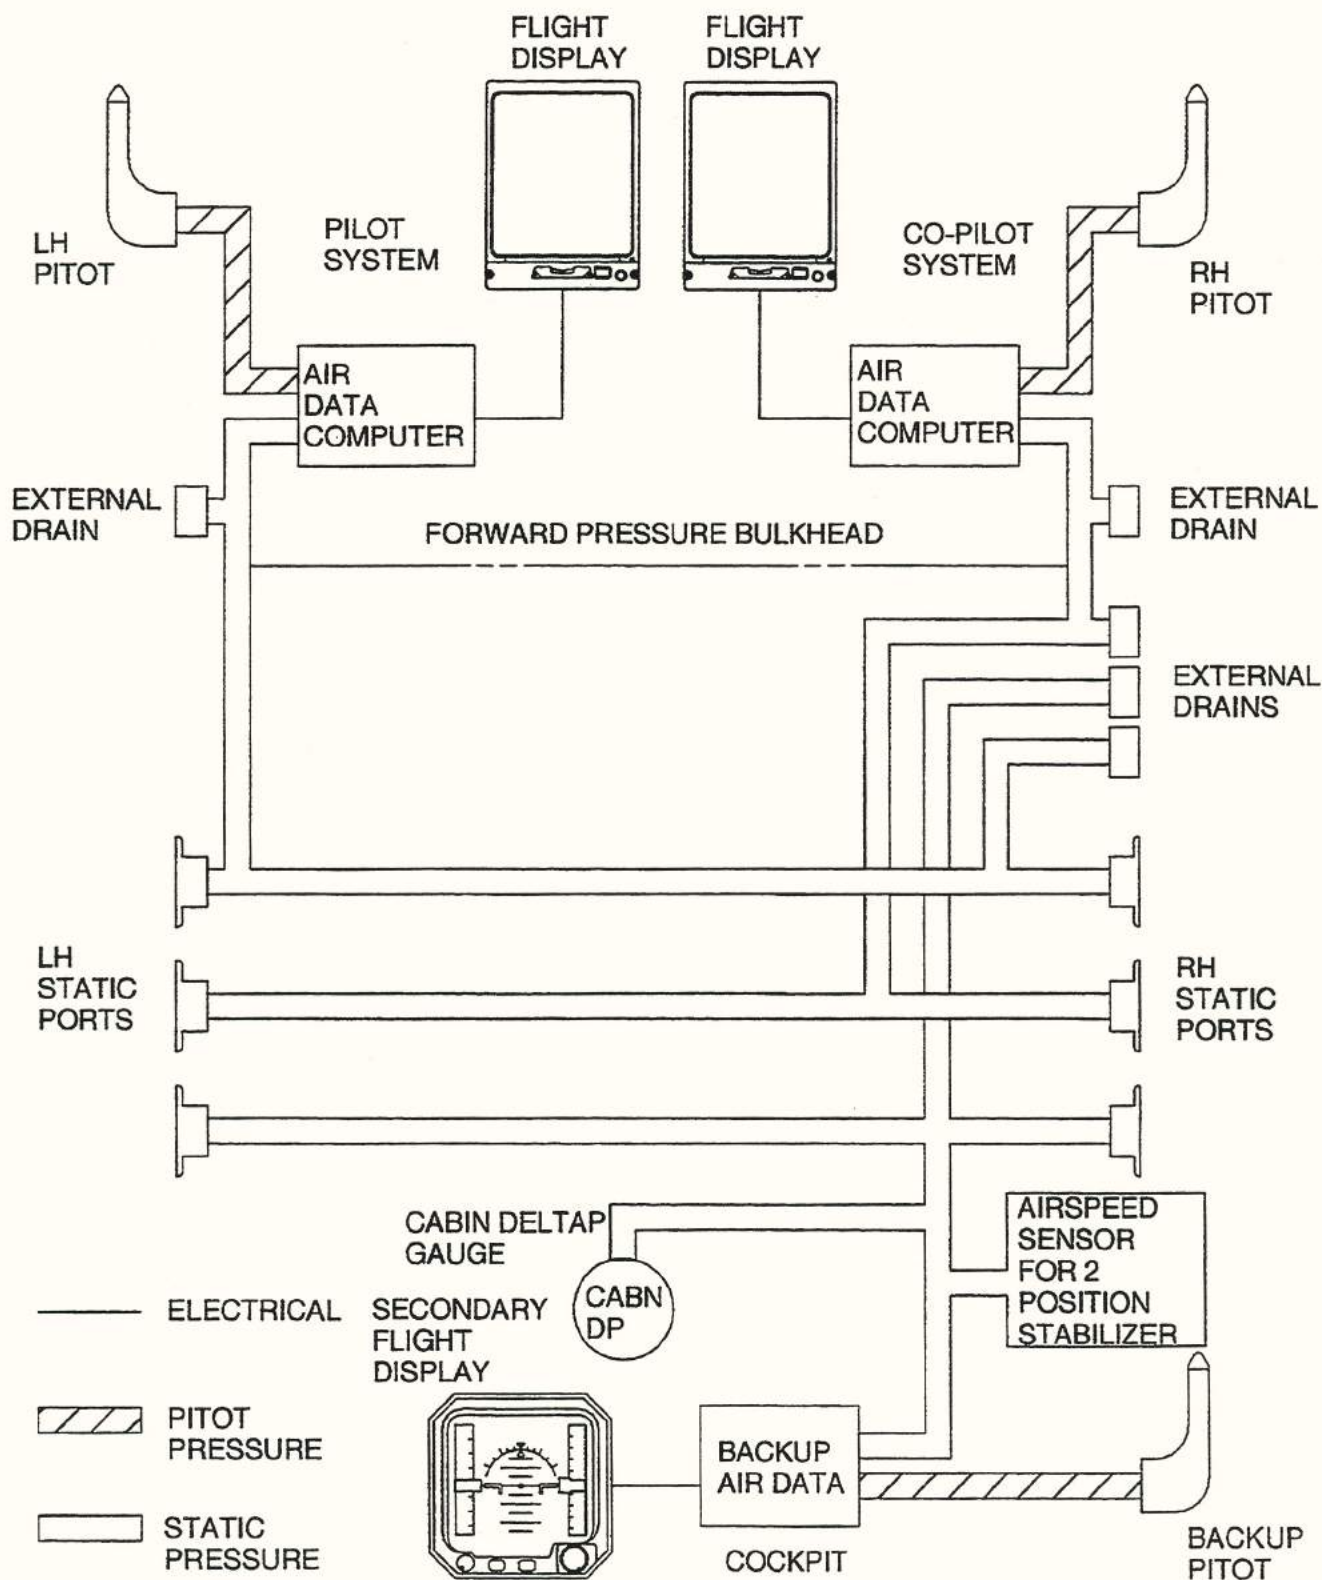 FLIGHT
DISPLAY
FLIGHT
DISPLAY
LH
PITOT
PILOT
SYSTEM
CO-PILOT
SYSTEM
RH
PITOT
AIR
DATA
COMPUTER
AIR
DATA
COMPUTER
EXTERNAL
DRAIN
FORWARD PRESSURE BULKHEAD
EXTERNAL
DRAIN
EXTERNAL
DRAINS
LH
STATIC
PORTS
RH
STATIC
PORTS
CABIN DELTAP
GAUGE
CABN
DP
AIRSPEED
SENSOR
FOR 2
POSITION
STABILIZER
ELECTRICAL
SECONDARY
FLIGHT
DISPLAY
PITOT
PRESSURE
BACKUP
AIR DATA
STATIC
PRESSURE
COCKPIT
BACKUP
PITOT